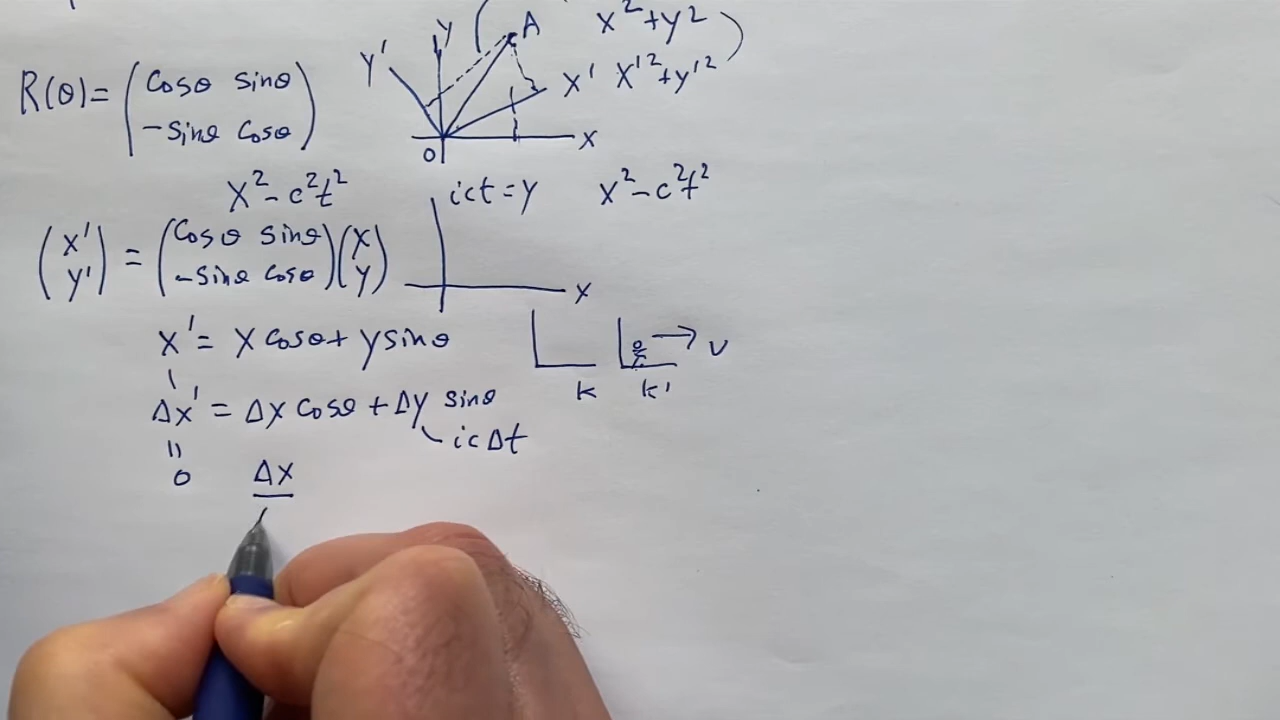 y A x² + y²
y' x' x'² + y'²
R(θ) = (cosθ sinθ
-sinθ cosθ)
O x
x² - c²t² ict = y x² - c²t²
(x' y') = (cosθ sinθ -sinθ cosθ)(x y)
x
x' = x cosθ + y sinθ
v
k k'
Δx' = Δx cosθ + Δy sinθ
icΔt
0 Δx